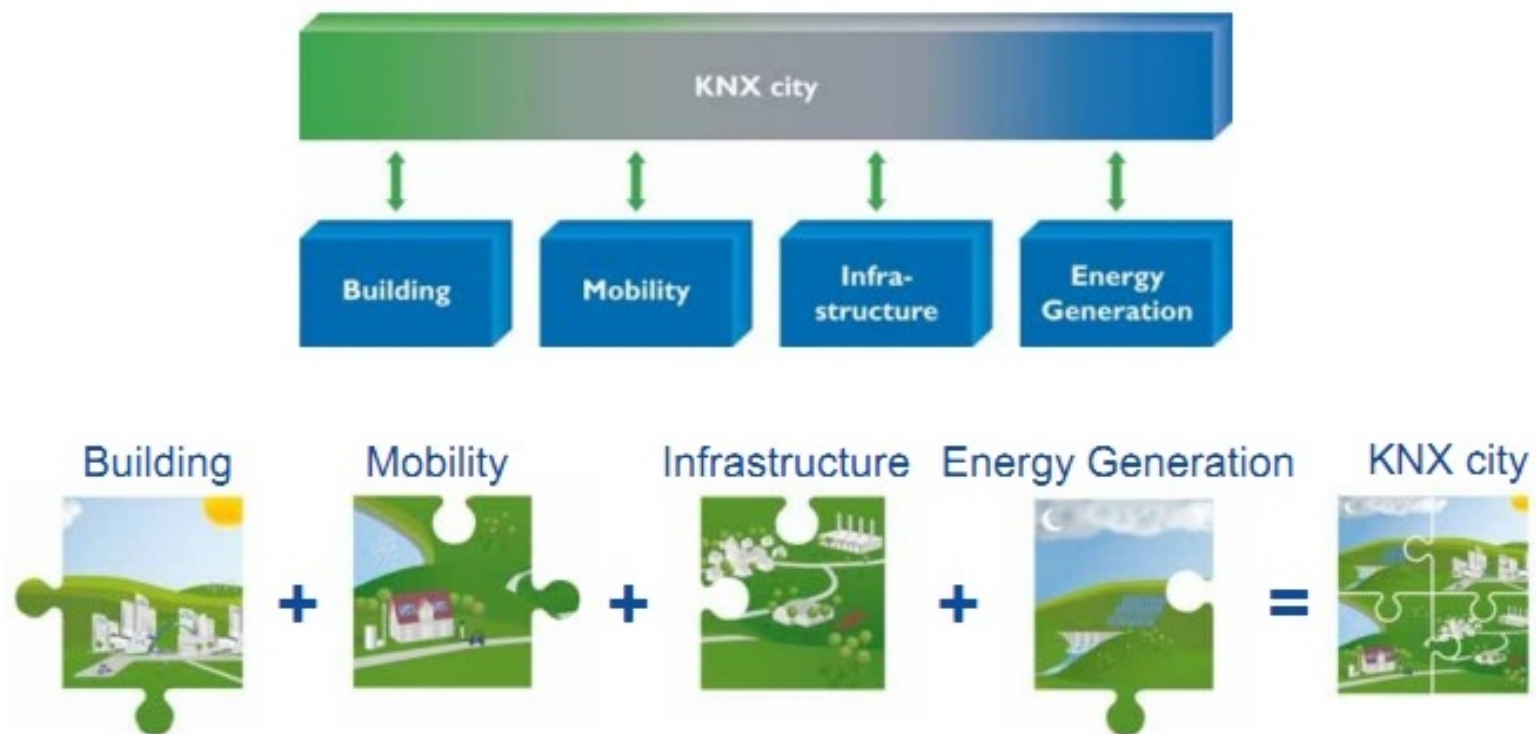 KNX city
Building
Mobility
Infra-
structure
Energy
Generation
Building
Mobility
Infrastructure
Energy Generation
KNX city
+
+
+
=